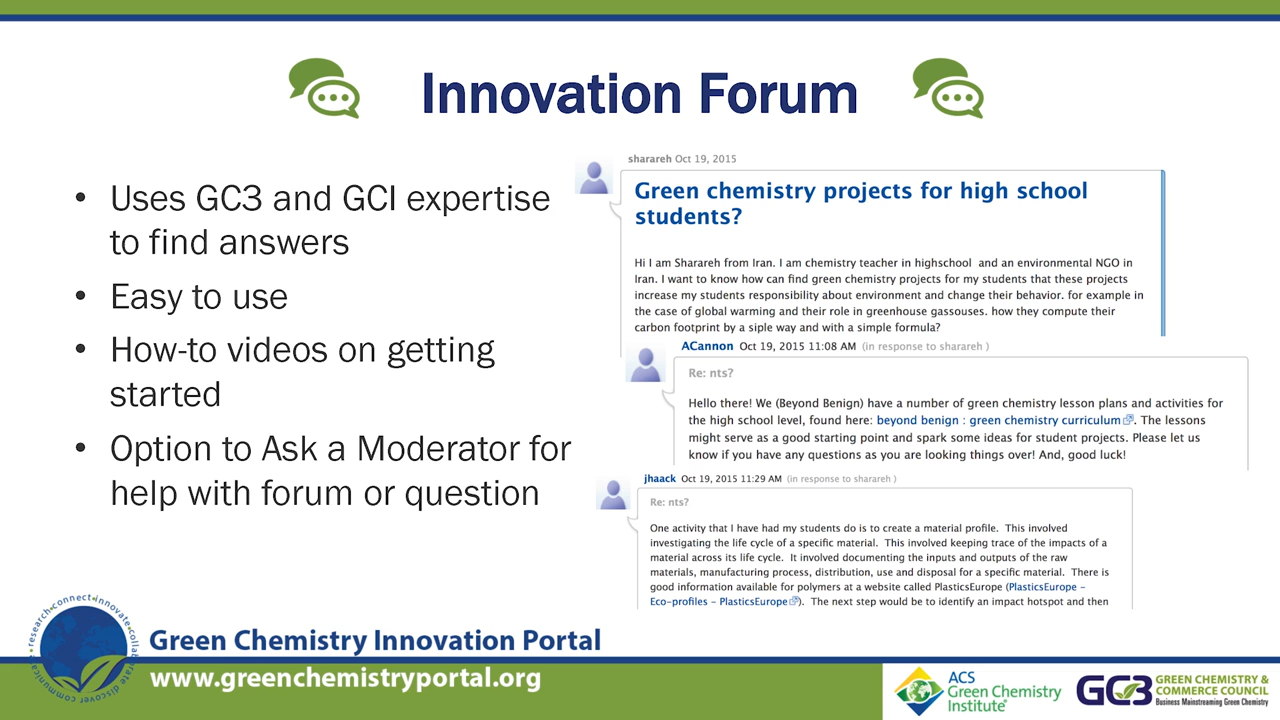 Innovation Forum
• Uses GC3 and GCI expertise
to find answers
• Easy to use
• How-to videos on getting
started
• Option to Ask a Moderator for
help with forum or question
sharareh Oct 19, 2015
Green chemistry projects for high school
students?
Hi I am Sharareh from Iran. I am chemistry teacher in highschool and an environmental NGO in
Iran. I want to know how can find green chemistry projects for my students that these projects
increase my students responsibility about environment and change their behavior. for example in
the case of global warming and their role in greenhouse gassouses. how they compute their
carbon footprint by a siple way and with a simple formula?
ACannon Oct 19, 2015 11:08 AM (in response to sharareh )
Re: nts?
Hello there! We (Beyond Benign) have a number of green chemistry lesson plans and activities for
the high school level, found here: beyond benign : green chemistry curriculum. The lessons
might serve as a good starting point and spark some ideas for student projects. Please let us
know if you have any questions as you are looking things over! And, good luck!
jhaack Oct 19, 2015 11:29 AM (in response to sharareh )
Re: nts?
One activity that I have had my students do is to create a material profile. This involved
investigating the life cycle of a specific material. This involved keeping trace of the impacts of a
material across its life cycle. It involved documenting the inputs and outputs of the raw
materials, manufacturing process, distribution, use and disposal for a specific material. There is
good information available for polymers at a website called PlasticsEurope (PlasticsEurope –
Eco-profiles – PlasticsEurope). The next step would be to identify an impact hotspot and then
research•connect•innovate
communicate discover
Green Chemistry Innovation Portal
www.greenchemistryportal.org
ACS
Green Chemistry
Institute®
GC3
GREEN CHEMISTRY &
COMMERCE COUNCIL
Business Mainstreaming Green Chemistry